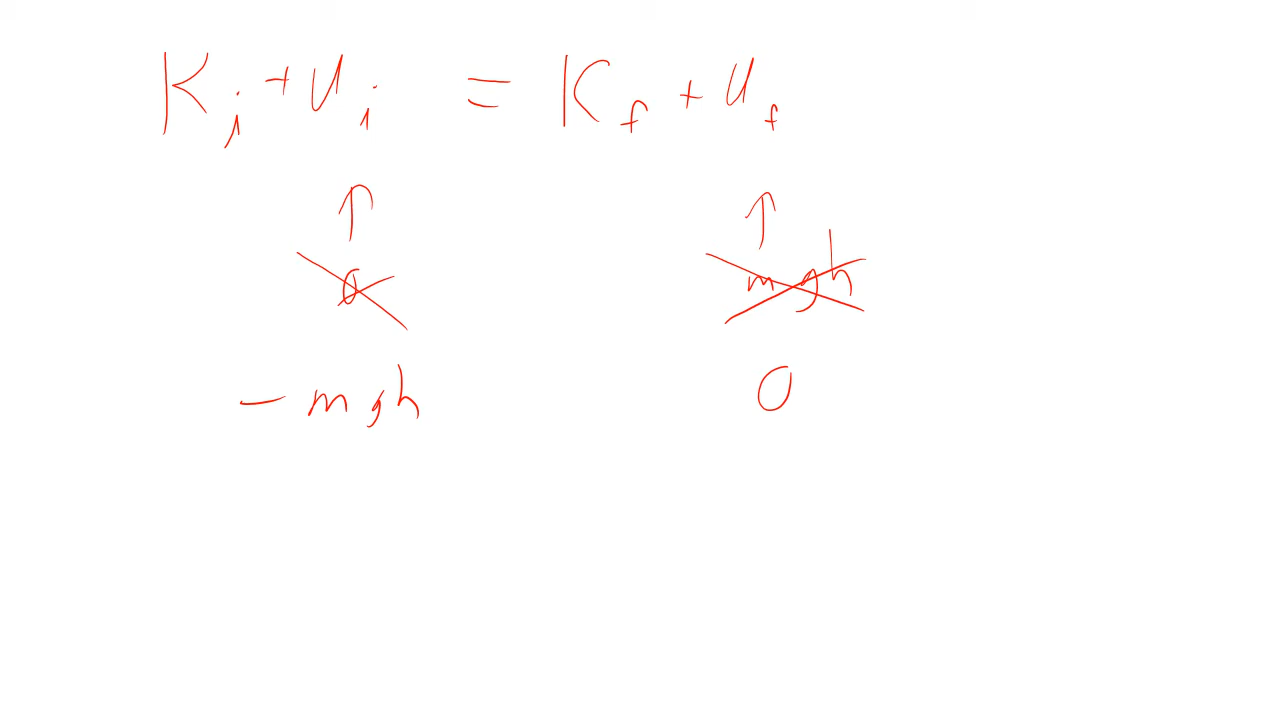 Ki + Ui = Kf + Uf
↑ ↑
0 mgh
- mgh 0